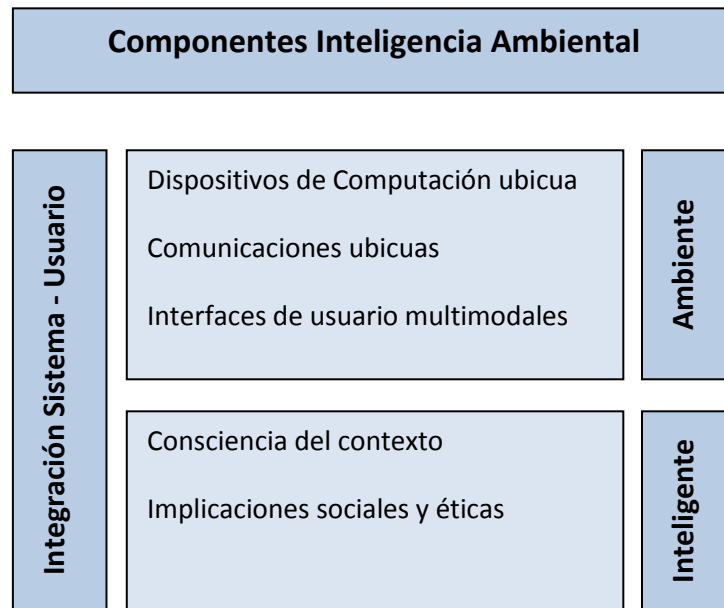 Componentes Inteligencia Ambiental
Integración Sistema - Usuario
Dispositivos de Computación ubicua
Comunicaciones ubicuas
Interfaces de usuario multimodales
Ambiente
Consciencia del contexto
Implicaciones sociales y éticas
Inteligente